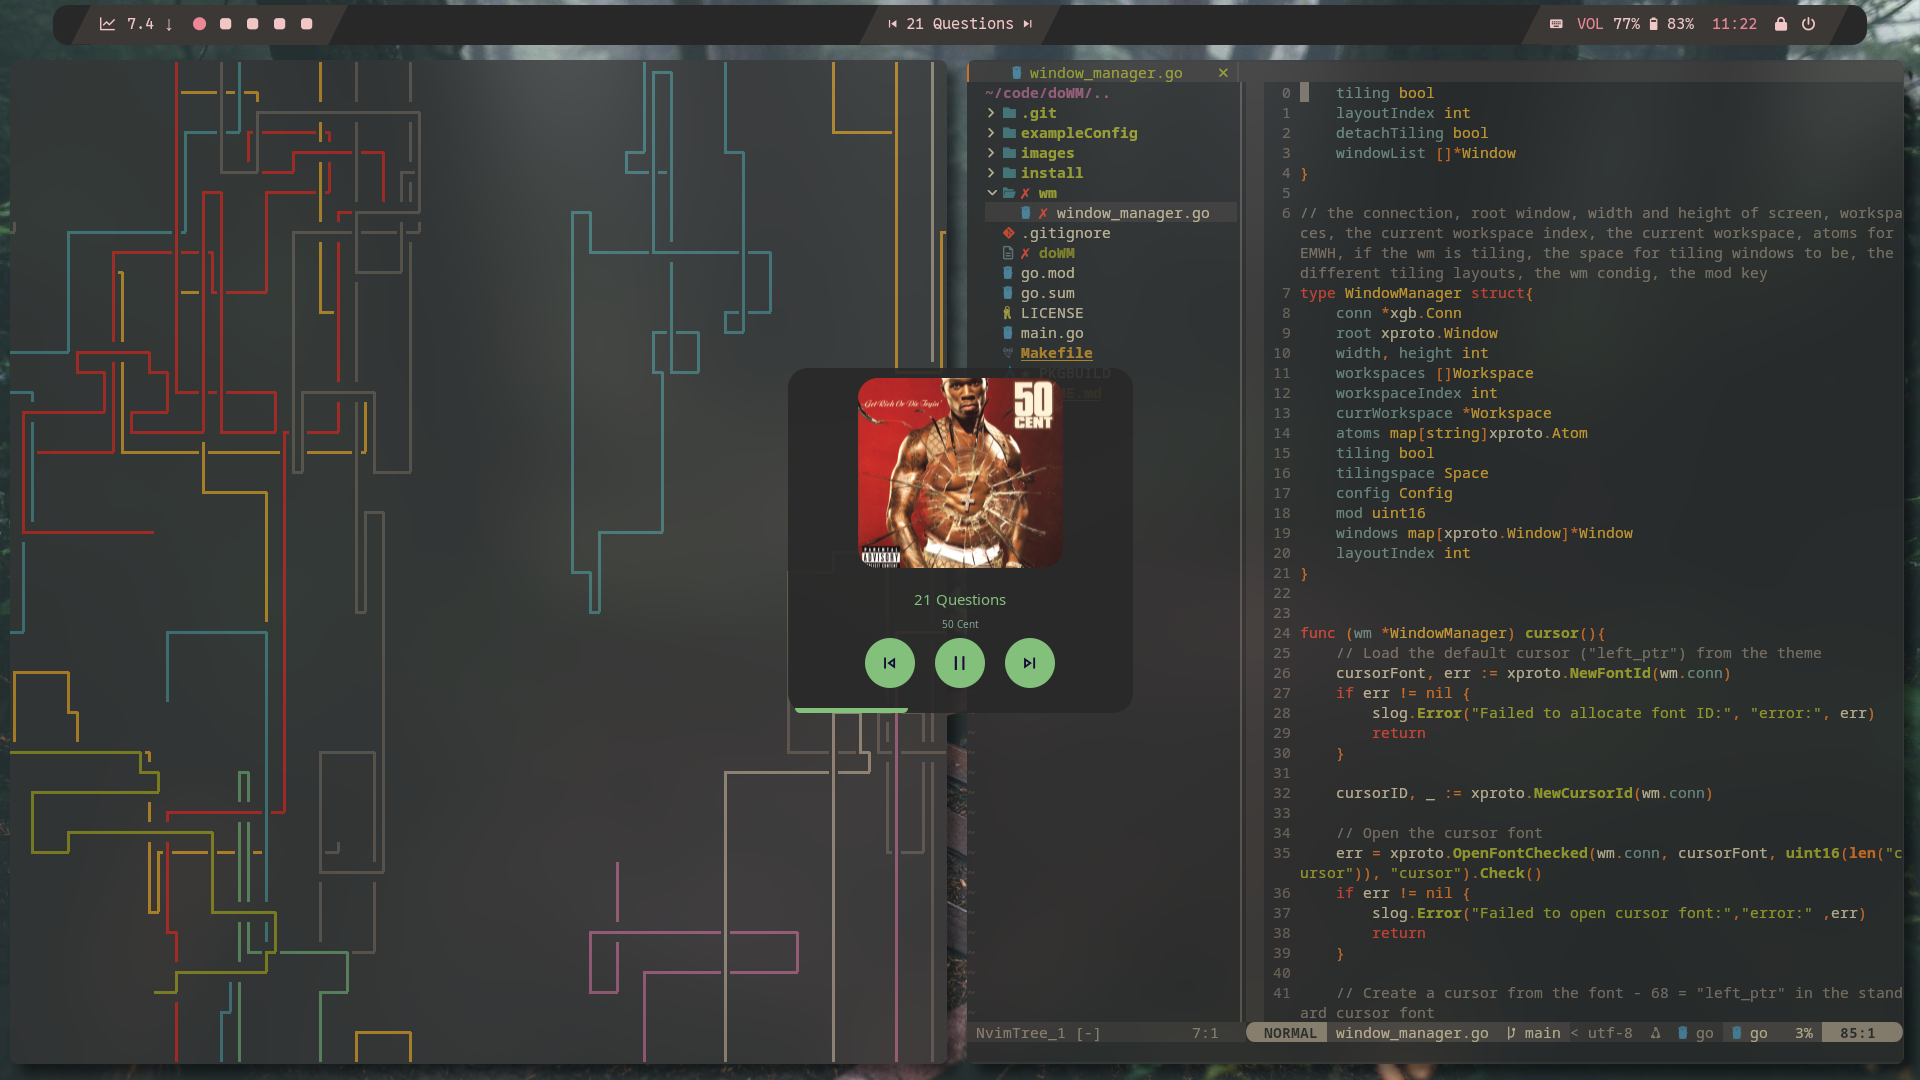 7.4 ↓
21 Questions
VOL 77% 83% 11:22
window_manager.go ✕
~/code/doWM/..
.git
exampleConfig
images
install
✗ wm
✗ window_manager.go
.gitignore
✗ doWM
go.mod
go.sum
LICENSE
main.go
Makefile
PKGBUILD
Get Rich Or Die Tryin'
50
CENT
PARENTAL
ADVISORY
EXPLICIT CONTENT
21 Questions
50 Cent
NvimTree_1 [-] 7:1
0 tiling bool
1 layoutIndex int
2 detachTiling bool
3 windowList []*Window
4 }
5
6 // the connection, root window, width and height of screen, workspa
ces, the current workspace index, the current workspace, atoms for
EMWH, if the wm is tiling, the space for tiling windows to be, the
different tiling layouts, the wm condig, the mod key
7 type WindowManager struct{
8 conn *xgb.Conn
9 root xproto.Window
10 width, height int
11 workspaces []Workspace
12 workspaceIndex int
13 currWorkspace *Workspace
14 atoms map[string]xproto.Atom
15 tiling bool
16 tilingspace Space
17 config Config
18 mod uint16
19 windows map[xproto.Window]*Window
20 layoutIndex int
21 }
22
23
24 func (wm *WindowManager) cursor(){
25 // Load the default cursor ("left_ptr") from the theme
26 cursorFont, err := xproto.NewFontId(wm.conn)
27 if err != nil {
28 slog.Error("Failed to allocate font ID:", "error:", err)
29 return
30 }
31
32 cursorID, _ := xproto.NewCursorId(wm.conn)
33
34 // Open the cursor font
35 err = xproto.OpenFontChecked(wm.conn, cursorFont, uint16(len("c
ursor")), "cursor").Check()
36 if err != nil {
37 slog.Error("Failed to open cursor font:","error:" ,err)
38 return
39 }
40
41 // Create a cursor from the font - 68 = "left_ptr" in the stand
ard cursor font
NORMAL window_manager.go main < utf-8 go go 3% 85:1